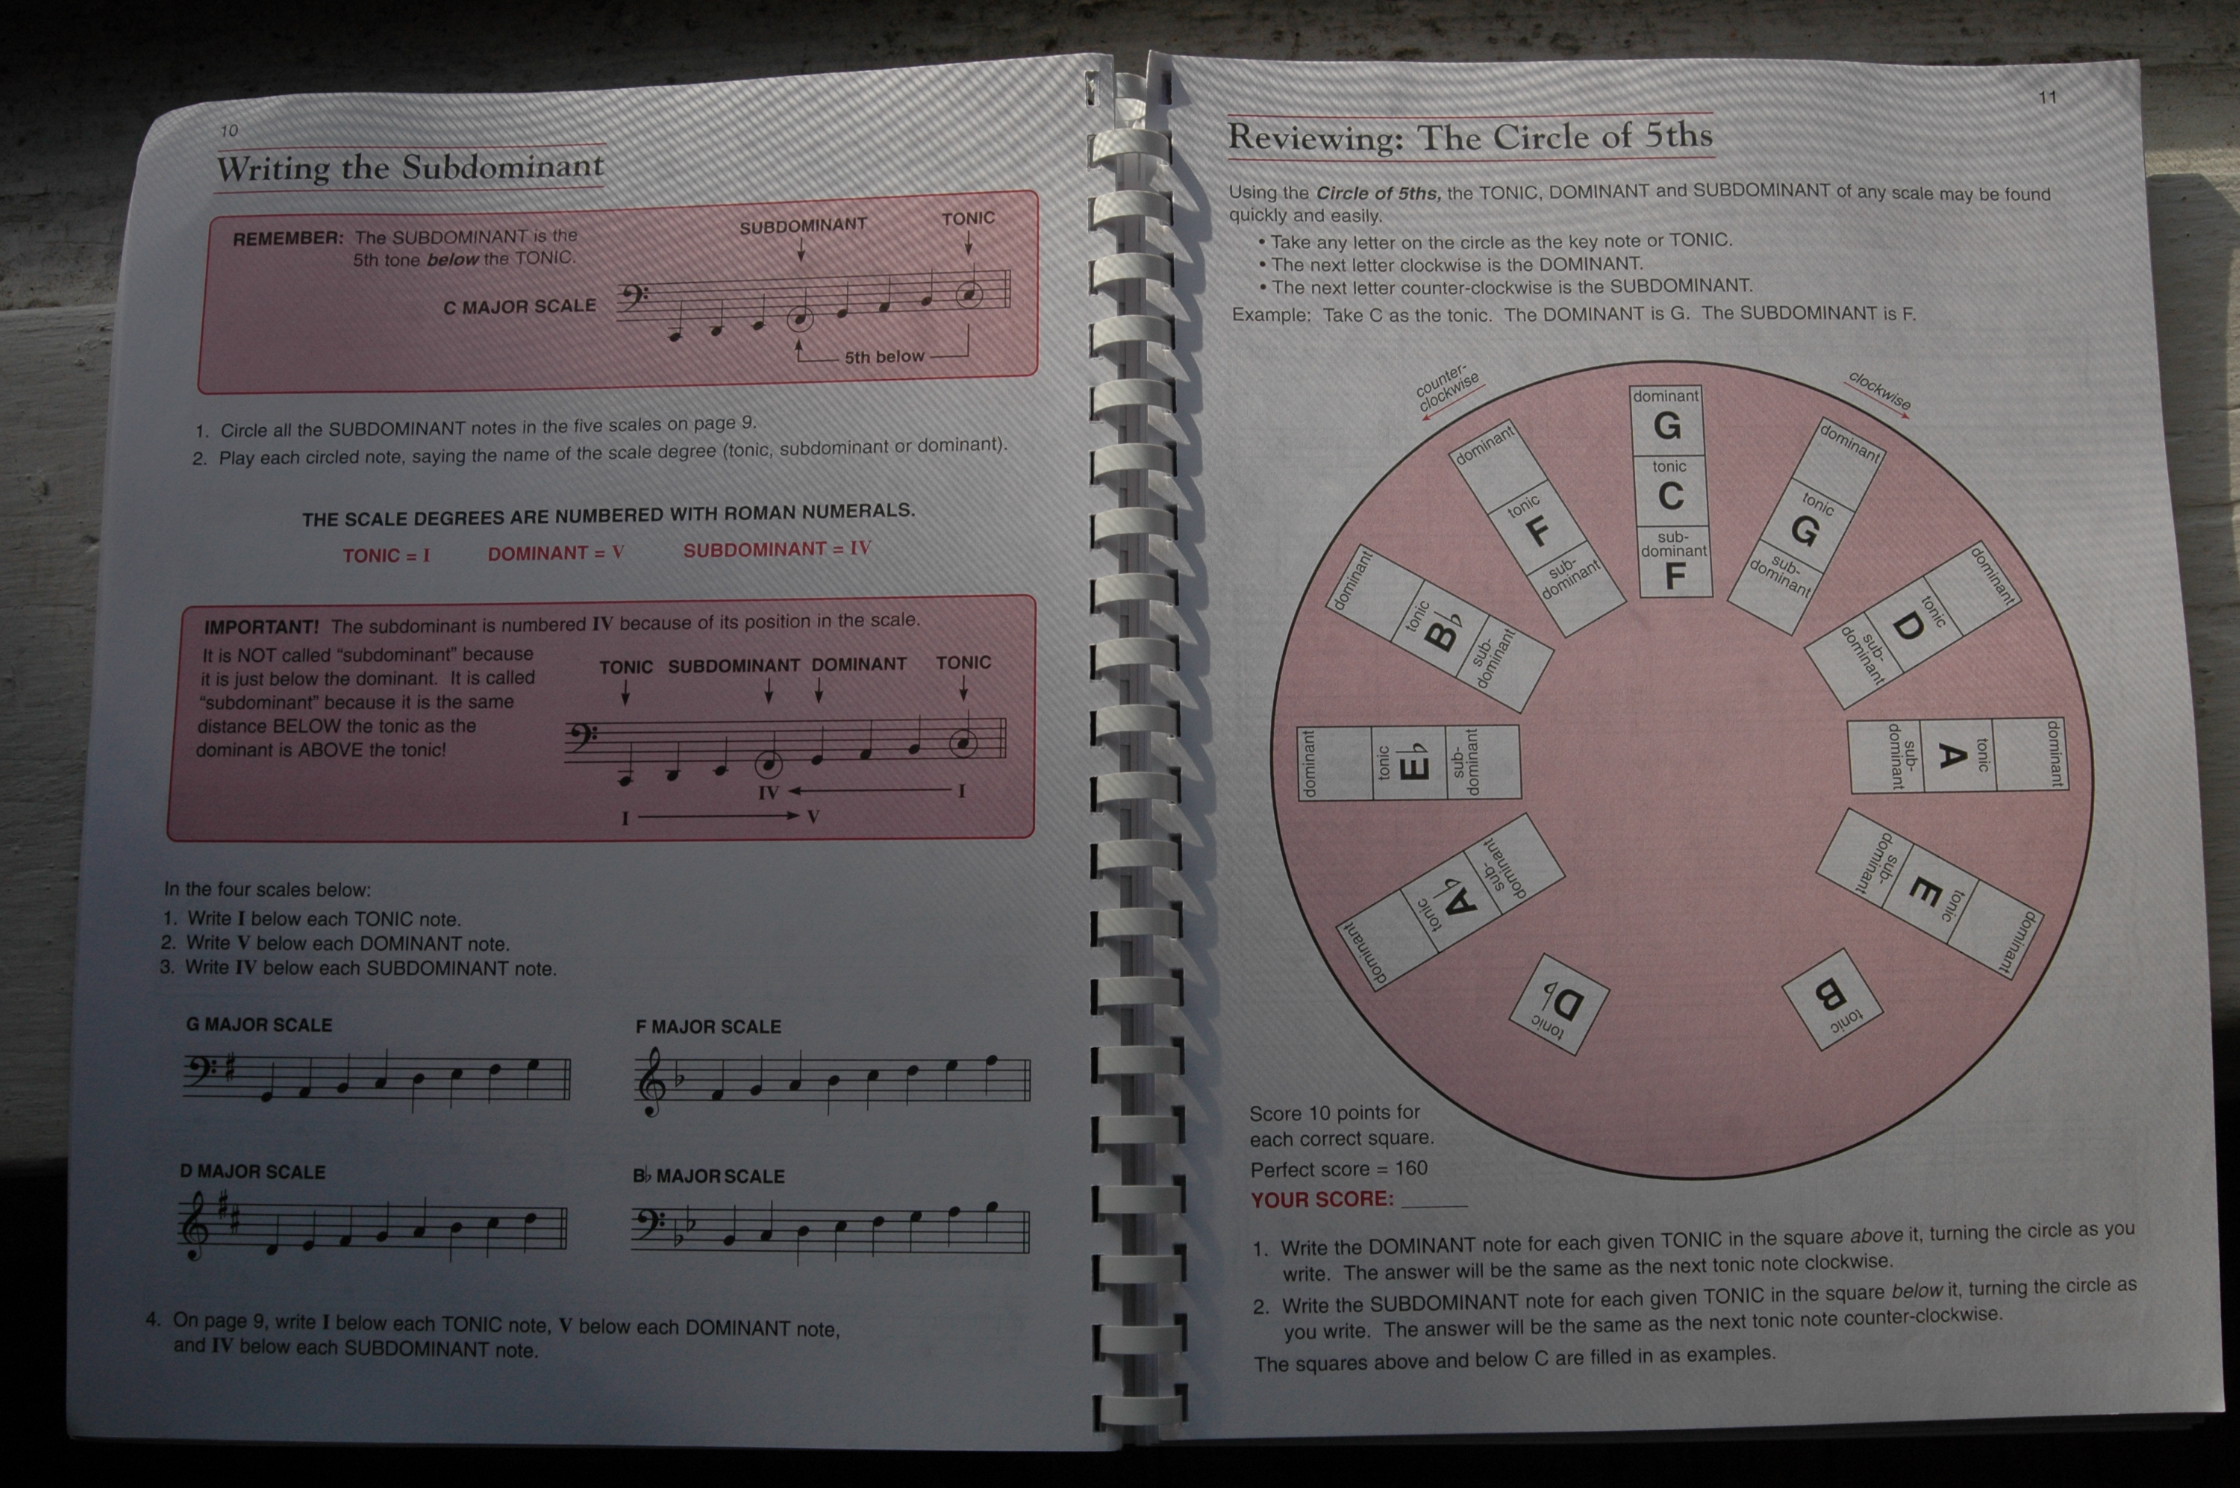 10
Writing the Subdominant
REMEMBER: The SUBDOMINANT is the
5th tone below the TONIC.
SUBDOMINANT
TONIC
C MAJOR SCALE
5th below
1. Circle all the SUBDOMINANT notes in the five scales on page 9.
2. Play each circled note, saying the name of the scale degree (tonic, subdominant or dominant).
THE SCALE DEGREES ARE NUMBERED WITH ROMAN NUMERALS.
TONIC = I DOMINANT = V SUBDOMINANT = IV
IMPORTANT! The subdominant is numbered IV because of its position in the scale.
It is NOT called “subdominant” because
it is just below the dominant. It is called
“subdominant” because it is the same
distance BELOW the tonic as the
dominant is ABOVE the tonic!
TONIC SUBDOMINANT DOMINANT TONIC
IV I
I V
In the four scales below:
1. Write I below each TONIC note.
2. Write V below each DOMINANT note.
3. Write IV below each SUBDOMINANT note.
G MAJOR SCALE
F MAJOR SCALE
D MAJOR SCALE
B♭ MAJOR SCALE
4. On page 9, write I below each TONIC note, V below each DOMINANT note,
and IV below each SUBDOMINANT note.
11
Reviewing: The Circle of 5ths
Using the Circle of 5ths, the TONIC, DOMINANT and SUBDOMINANT of any scale may be found
quickly and easily.
• Take any letter on the circle as the key note or TONIC.
• The next letter clockwise is the DOMINANT.
• The next letter counter-clockwise is the SUBDOMINANT.
Example: Take C as the tonic. The DOMINANT is G. The SUBDOMINANT is F.
counter-
clockwise
clockwise
dominant
G
tonic
C
sub-
dominant
F
dominant
tonic
G
sub-
dominant
dominant
tonic
D
sub-
dominant
dominant
tonic
A
sub-
dominant
dominant
tonic
E
sub-
dominant
tonic
B
tonic
D♭
dominant
tonic
A♭
sub-
dominant
dominant
tonic
E♭
sub-
dominant
dominant
tonic
B♭
sub-
dominant
dominant
tonic
F
sub-
dominant
Score 10 points for
each correct square.
Perfect score = 160
YOUR SCORE: ______
1. Write the DOMINANT note for each given TONIC in the square above it, turning the circle as you
write. The answer will be the same as the next tonic note clockwise.
2. Write the SUBDOMINANT note for each given TONIC in the square below it, turning the circle as
you write. The answer will be the same as the next tonic note counter-clockwise.
The squares above and below C are filled in as examples.